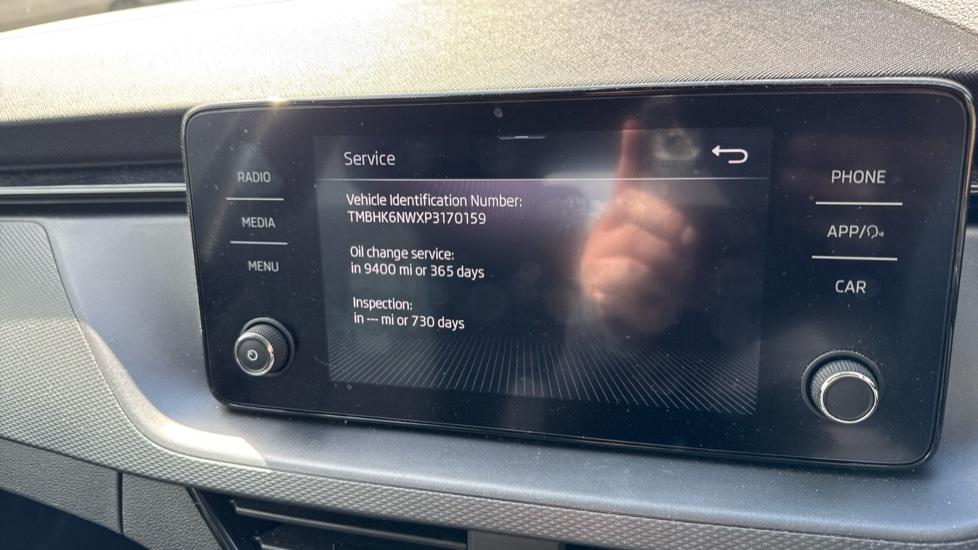 Service
RADIO
MEDIA
MENU
Vehicle Identification Number:
TMBHK6NWXP3170159
Oil change service:
in 9400 mi or 365 days
Inspection:
in --- mi or 730 days
PHONE
APP/
CAR